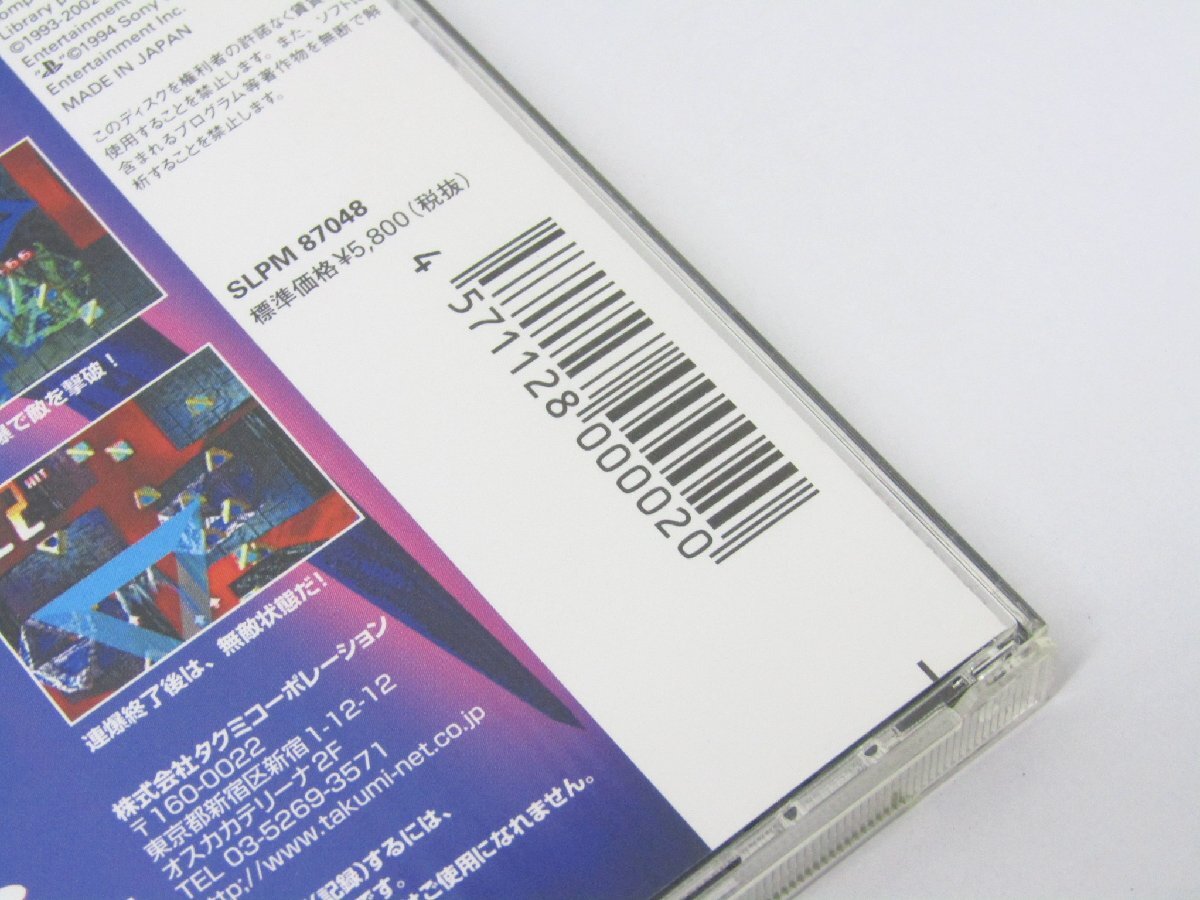 Library
©1993-2002
Entertainment
©1994 Sony
Entertainment Inc.
MADE IN JAPAN
このディスクを権利者の許諾なく賃貸
使用することを禁止します。また、ソフトに
含まれるプログラム等著作物を無断で解
析することを禁止します。
SLPM 87048
標準価格¥5,800(税抜)
4 571128 000020
で敵を撃破!
HIT
連爆終了後は、無敵状態だ!
株式会社タクミコーポレーション
〒160-0022
東京都新宿区新宿1-12-12
オスカカテリーナ2F
TEL 03-5269-3571
http://www.takumi-net.co.jp
(記録)するには、
です。
ご使用になれません。